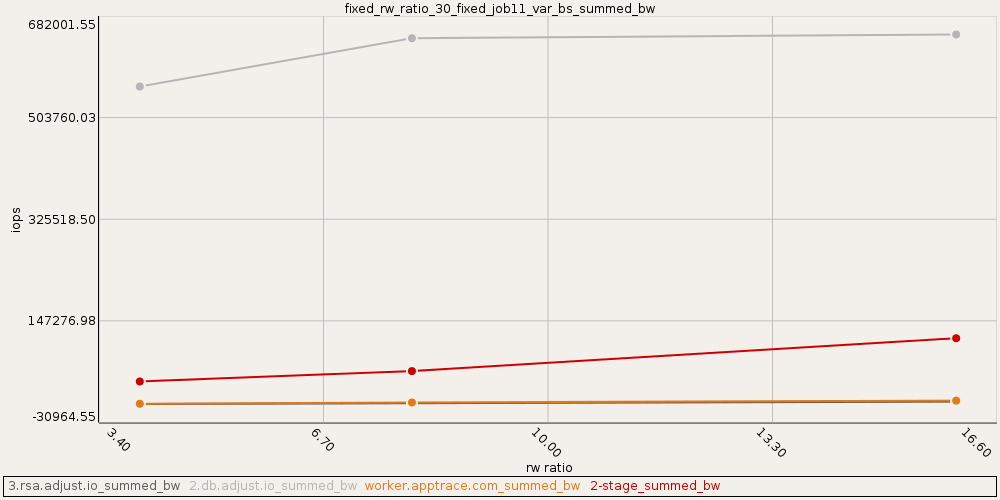 fixed_rw_ratio_30_fixed_job11_var_bs_summed_bw
682001.55
503760.03
325518.50
147276.98
-30964.55
iops
3.40
6.70
10.00
13.30
16.60
rw ratio
3.rsa.adjust.io_summed_bw 2.db.adjust.io_summed_bw worker.apptrace.com_summed_bw 2-stage_summed_bw